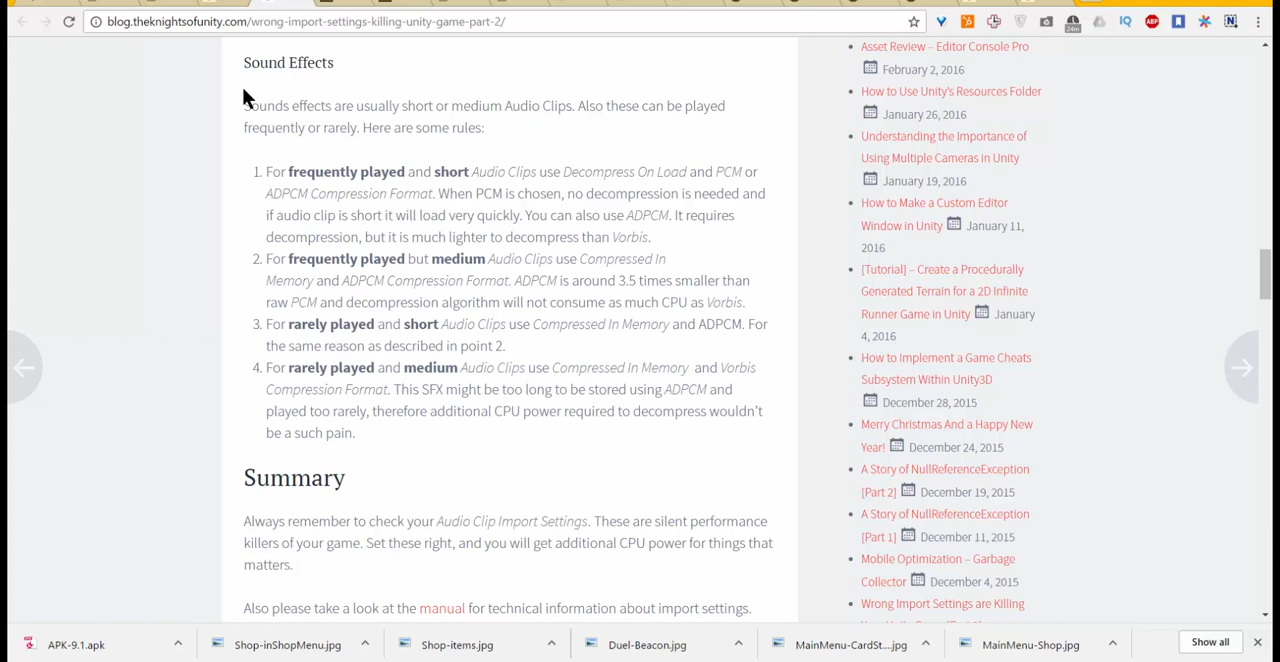 blog.theknightsofunity.com/wrong-import-settings-killing-unity-game-part-2/
24m
IQ
ABP
N
Sound Effects
Sounds effects are usually short or medium Audio Clips. Also these can be played
frequently or rarely. Here are some rules:
1. For frequently played and short Audio Clips use Decompress On Load and PCM or
ADPCM Compression Format. When PCM is chosen, no decompression is needed and
if audio clip is short it will load very quickly. You can also use ADPCM. It requires
decompression, but it is much lighter to decompress than Vorbis.
2. For frequently played but medium Audio Clips use Compressed In
Memory and ADPCM Compression Format. ADPCM is around 3.5 times smaller than
raw PCM and decompression algorithm will not consume as much CPU as Vorbis.
3. For rarely played and short Audio Clips use Compressed In Memory and ADPCM. For
the same reason as described in point 2.
4. For rarely played and medium Audio Clips use Compressed In Memory and Vorbis
Compression Format. This SFX might be too long to be stored using ADPCM and
played too rarely, therefore additional CPU power required to decompress wouldn't
be a such pain.
Summary
Always remember to check your Audio Clip Import Settings. These are silent performance
killers of your game. Set these right, and you will get additional CPU power for things that
matters.
Also please take a look at the manual for technical information about import settings.
Asset Review – Editor Console Pro
February 2, 2016
How to Use Unity's Resources Folder
January 26, 2016
Understanding the Importance of
Using Multiple Cameras in Unity
January 19, 2016
How to Make a Custom Editor
Window in Unity January 11,
2016
[Tutorial] – Create a Procedurally
Generated Terrain for a 2D Infinite
Runner Game in Unity January
4, 2016
How to Implement a Game Cheats
Subsystem Within Unity3D
December 28, 2015
Merry Christmas And a Happy New
Year! December 24, 2015
A Story of NullReferenceException
[Part 2] December 19, 2015
A Story of NullReferenceException
[Part 1] December 11, 2015
Mobile Optimization – Garbage
Collector December 4, 2015
Wrong Import Settings are Killing
APK-9.1.apk
Shop-inShopMenu.jpg
Shop-items.jpg
Duel-Beacon.jpg
MainMenu-CardSt....jpg
MainMenu-Shop.jpg
Show all